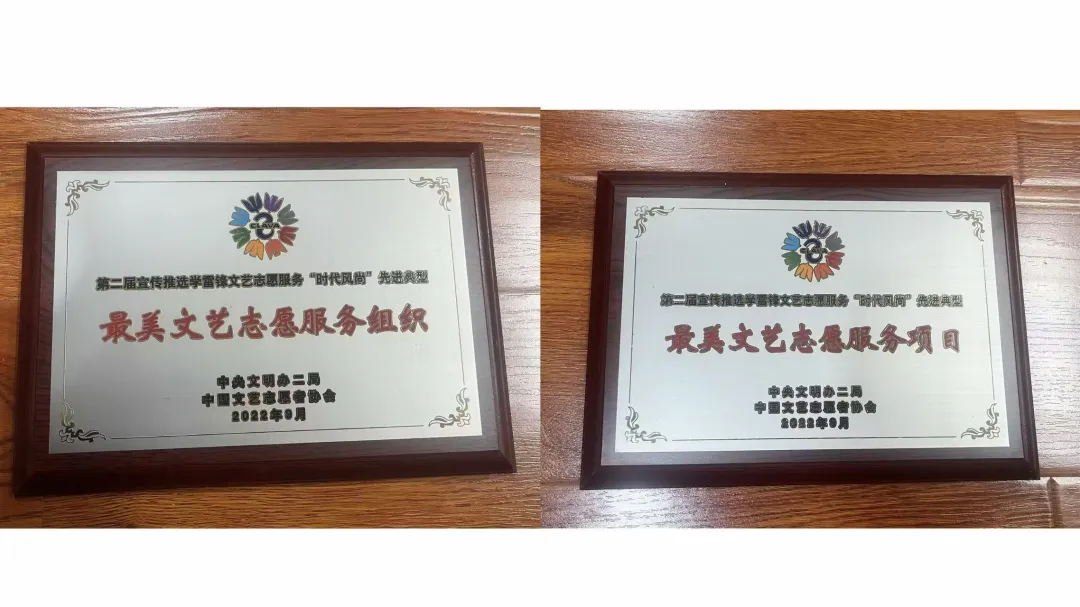 CLAVA
第二届宣传推选学雷锋文艺志愿服务“时代风尚”先进典型
最美文艺志愿服务组织
中央文明办二局
中国文艺志愿者协会
2022年9月
CLAVA
第二届宣传推选学雷锋文艺志愿服务“时代风尚”先进典型
最美文艺志愿服务项目
中央文明办二局
中国文艺志愿者协会
2022年9月